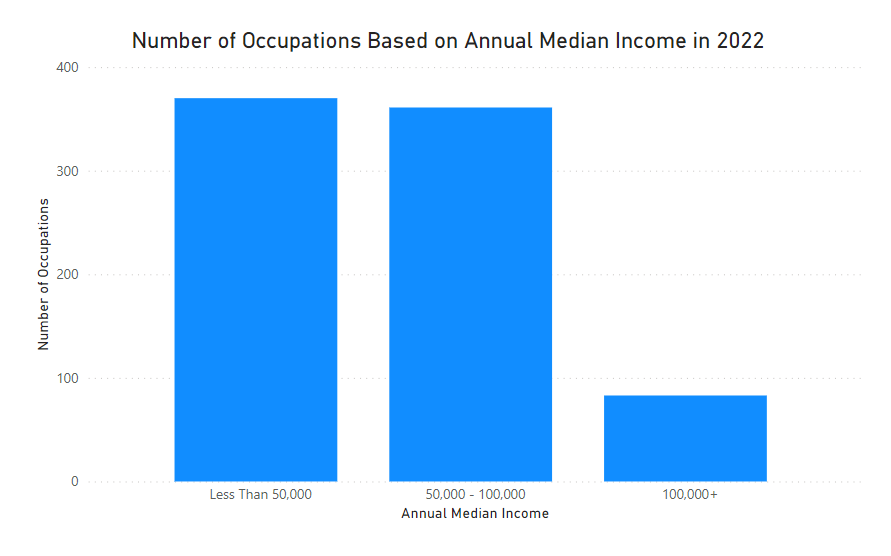 Number of Occupations Based on Annual Median Income in 2022
400
300
200
100
0
Number of Occupations
Less Than 50,000
50,000 - 100,000
100,000+
Annual Median Income